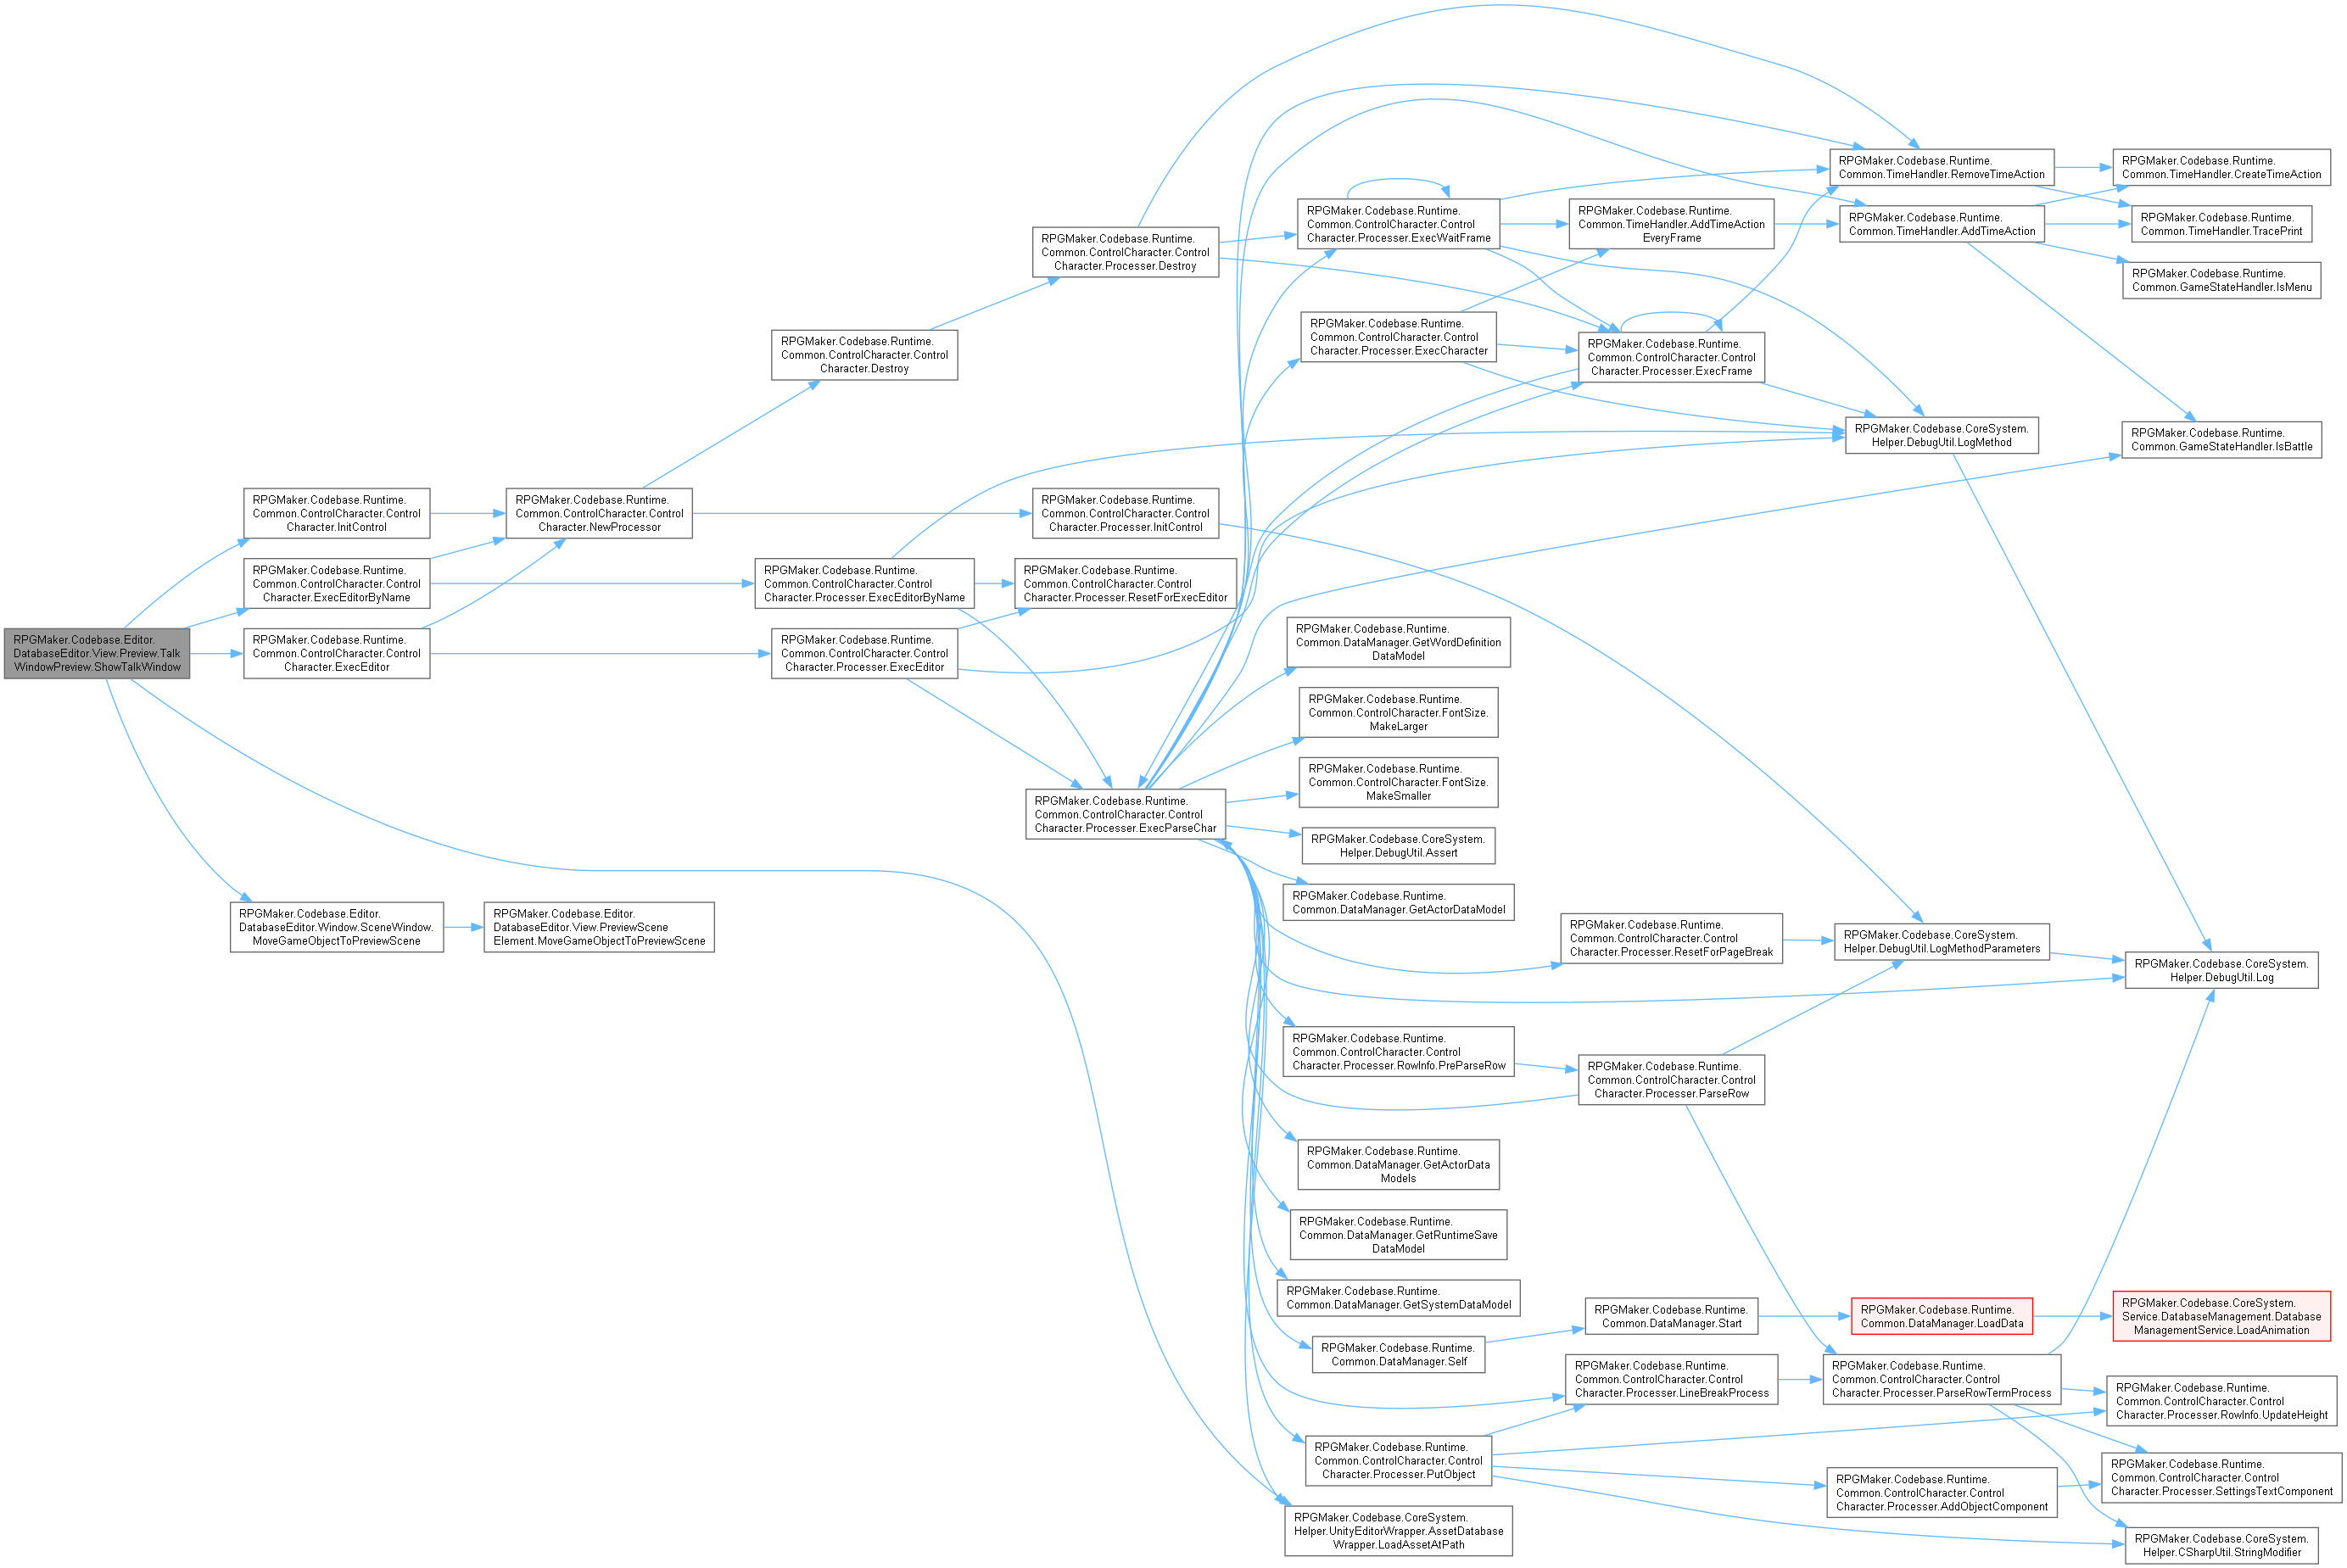 RPGMaker.Codebase.Editor.
DatabaseEditor.View.Preview.Talk
WindowPreview.ShowTalkWindow
RPGMaker.Codebase.Runtime.
Common.ControlCharacter.Control
Character.InitControl
RPGMaker.Codebase.Runtime.
Common.ControlCharacter.Control
Character.ExecEditorByName
RPGMaker.Codebase.Runtime.
Common.ControlCharacter.Control
Character.ExecEditor
RPGMaker.Codebase.Editor.
DatabaseEditor.Window.SceneWindow.
MoveGameObjectToPreviewScene
RPGMaker.Codebase.Runtime.
Common.ControlCharacter.Control
Character.NewProcessor
RPGMaker.Codebase.Editor.
DatabaseEditor.View.PreviewScene
Element.MoveGameObjectToPreviewScene
RPGMaker.Codebase.Runtime.
Common.ControlCharacter.Control
Character.Destroy
RPGMaker.Codebase.Runtime.
Common.ControlCharacter.Control
Character.Processer.ExecEditorByName
RPGMaker.Codebase.Runtime.
Common.ControlCharacter.Control
Character.Processer.ExecEditor
RPGMaker.Codebase.Runtime.
Common.ControlCharacter.Control
Character.Processer.Destroy
RPGMaker.Codebase.Runtime.
Common.ControlCharacter.Control
Character.Processer.InitControl
RPGMaker.Codebase.Runtime.
Common.ControlCharacter.Control
Character.Processer.ResetForExecEditor
RPGMaker.Codebase.Runtime.
Common.ControlCharacter.Control
Character.Processer.ExecParseChar
RPGMaker.Codebase.Runtime.
Common.ControlCharacter.Control
Character.Processer.ExecWaitFrame
RPGMaker.Codebase.Runtime.
Common.ControlCharacter.Control
Character.Processer.ExecCharacter
RPGMaker.Codebase.Runtime.
Common.DataManager.GetWordDefinition
DataModel
RPGMaker.Codebase.Runtime.
Common.ControlCharacter.FontSize.
MakeLarger
RPGMaker.Codebase.Runtime.
Common.ControlCharacter.FontSize.
MakeSmaller
RPGMaker.Codebase.CoreSystem.
Helper.DebugUtil.Assert
RPGMaker.Codebase.Runtime.
Common.DataManager.GetActorDataModel
RPGMaker.Codebase.Runtime.
Common.ControlCharacter.Control
Character.Processer.RowInfo.PreParseRow
RPGMaker.Codebase.Runtime.
Common.DataManager.GetActorData
Models
RPGMaker.Codebase.Runtime.
Common.DataManager.GetRuntimeSave
DataModel
RPGMaker.Codebase.Runtime.
Common.DataManager.GetSystemDataModel
RPGMaker.Codebase.Runtime.
Common.DataManager.Self
RPGMaker.Codebase.Runtime.
Common.ControlCharacter.Control
Character.Processer.PutObject
RPGMaker.Codebase.CoreSystem.
Helper.UnityEditorWrapper.AssetDatabase
Wrapper.LoadAssetAtPath
RPGMaker.Codebase.Runtime.
Common.TimeHandler.AddTimeAction
EveryFrame
RPGMaker.Codebase.Runtime.
Common.ControlCharacter.Control
Character.Processer.ExecFrame
RPGMaker.Codebase.Runtime.
Common.ControlCharacter.Control
Character.Processer.ResetForPageBreak
RPGMaker.Codebase.Runtime.
Common.ControlCharacter.Control
Character.Processer.ParseRow
RPGMaker.Codebase.Runtime.
Common.DataManager.Start
RPGMaker.Codebase.Runtime.
Common.ControlCharacter.Control
Character.Processer.LineBreakProcess
RPGMaker.Codebase.Runtime.
Common.TimeHandler.RemoveTimeAction
RPGMaker.Codebase.Runtime.
Common.TimeHandler.AddTimeAction
RPGMaker.Codebase.CoreSystem.
Helper.DebugUtil.LogMethod
RPGMaker.Codebase.CoreSystem.
Helper.DebugUtil.LogMethodParameters
RPGMaker.Codebase.Runtime.
Common.DataManager.LoadData
RPGMaker.Codebase.Runtime.
Common.ControlCharacter.Control
Character.Processer.ParseRowTermProcess
RPGMaker.Codebase.Runtime.
Common.ControlCharacter.Control
Character.Processer.AddObjectComponent
RPGMaker.Codebase.Runtime.
Common.TimeHandler.CreateTimeAction
RPGMaker.Codebase.Runtime.
Common.TimeHandler.TracePrint
RPGMaker.Codebase.Runtime.
Common.GameStateHandler.IsMenu
RPGMaker.Codebase.Runtime.
Common.GameStateHandler.IsBattle
RPGMaker.Codebase.CoreSystem.
Helper.DebugUtil.Log
RPGMaker.Codebase.CoreSystem.
Service.DatabaseManagement.Database
ManagementService.LoadAnimation
RPGMaker.Codebase.Runtime.
Common.ControlCharacter.Control
Character.Processer.RowInfo.UpdateHeight
RPGMaker.Codebase.Runtime.
Common.ControlCharacter.Control
Character.Processer.SettingsTextComponent
RPGMaker.Codebase.CoreSystem.
Helper.CSharpUtil.StringModifier